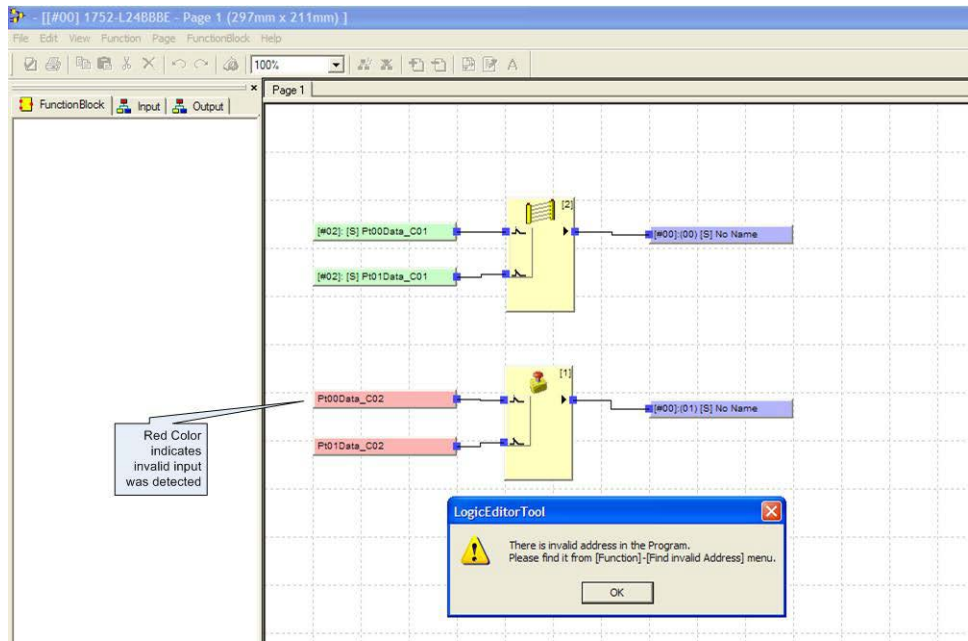 - [[#00] 1752-L24BBBE - Page 1 (297mm x 211mm) ]
File Edit View Function Page FunctionBlock Help
100%
A
FunctionBlock Input Output
Page 1
[2]
[#02]: [S] Pt00Data_C01
[#00]:(00) [S] No Name
[#02]: [S] Pt01Data_C01
[1]
Pt00Data_C02
[#00]:(01) [S] No Name
Pt01Data_C02
Red Color
indicates
invalid input
was detected
LogicEditorTool
There is invalid address in the Program.
Please find it from [Function]-[Find invalid Address] menu.
OK